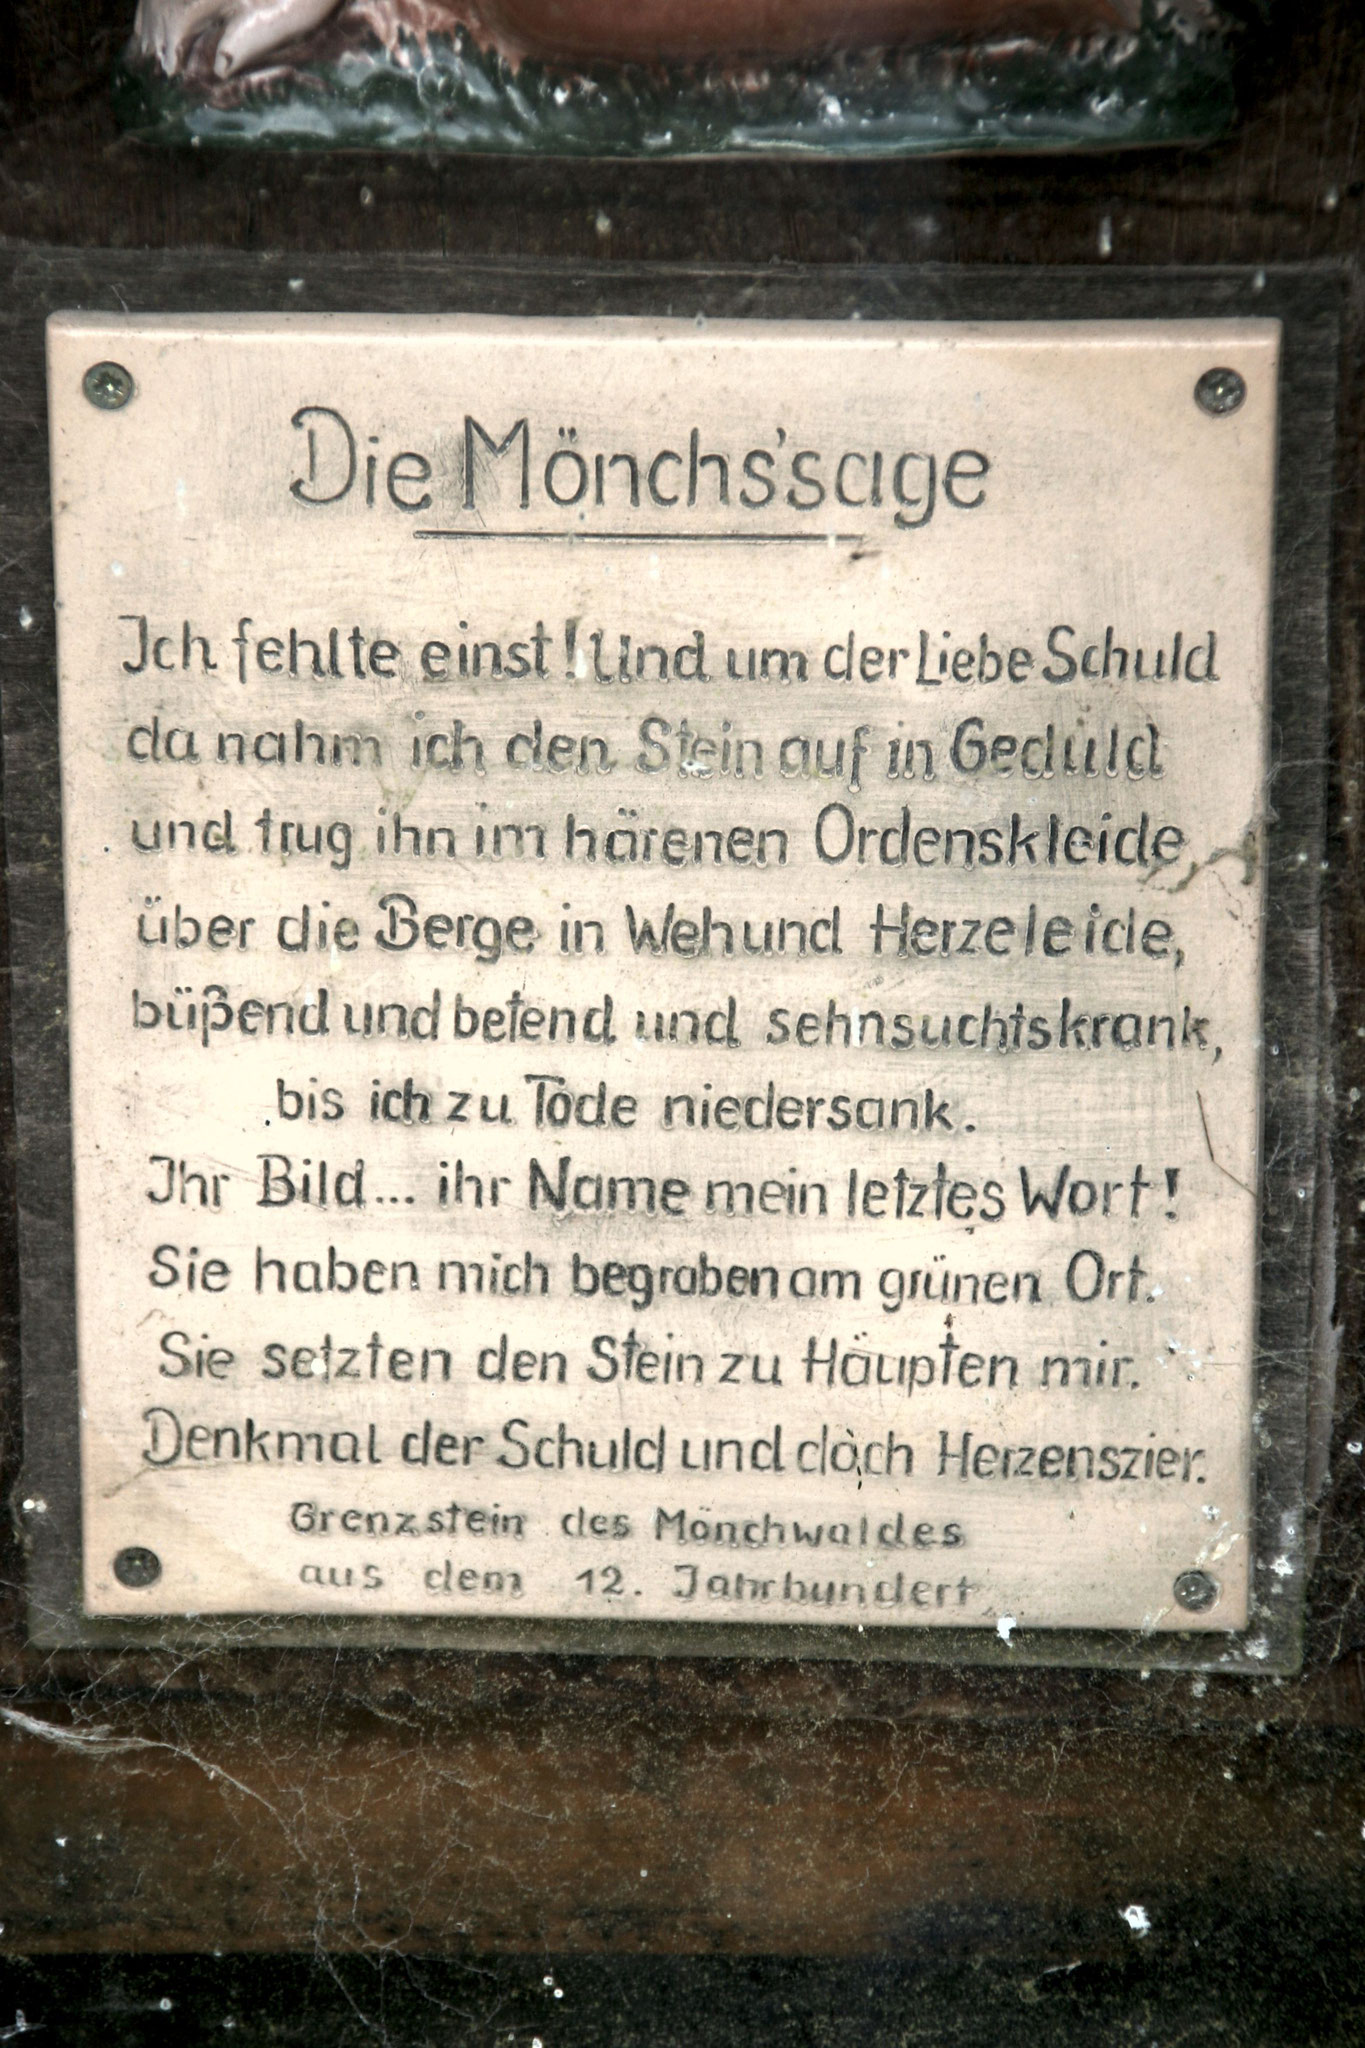 Die Mönchs'sage
Ich fehlte einst! Und um der Liebe Schuld
da nahm ich den Stein auf in Geduld
und trug ihn im härenen Ordenskleide
über die Berge in Weh und Herzeleide,
büßend und betend und sehnsuchtskrank,
bis ich zu Tode niedersank.
Ihr Bild... ihr Name mein letztes Wort!
Sie haben mich begraben am grünen Ort.
Sie setzten den Stein zu Häupten mir.
Denkmal der Schuld und doch Herzenszier.
Grenzstein des Mönchwaldes
aus dem 12. Jahrhundert